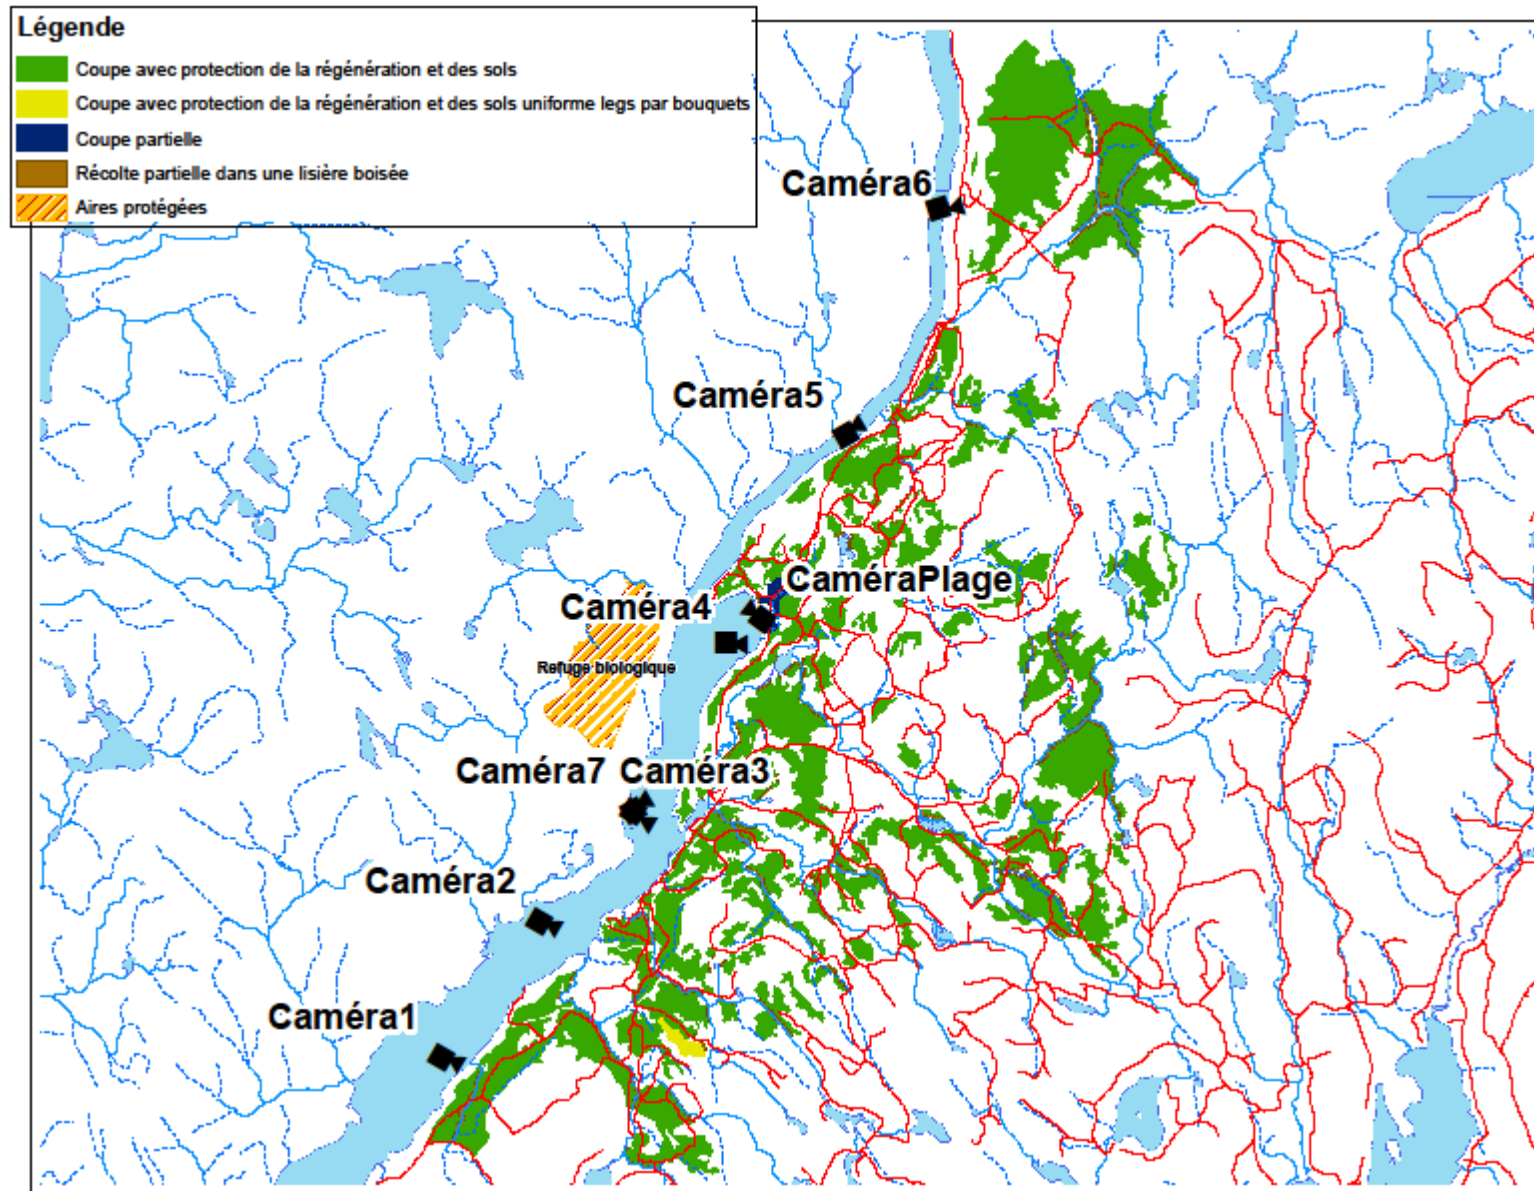 Légende
Coupe avec protection de la régénération et des sols
Coupe avec protection de la régénération et des sols uniforme legs par bouquets
Coupe partielle
Récolte partielle dans une lisière boisée
Aires protégées
Caméra6
Caméra5
CaméraPlage
Caméra4
Refuge biologique
Caméra7 Caméra3
Caméra2
Caméra1